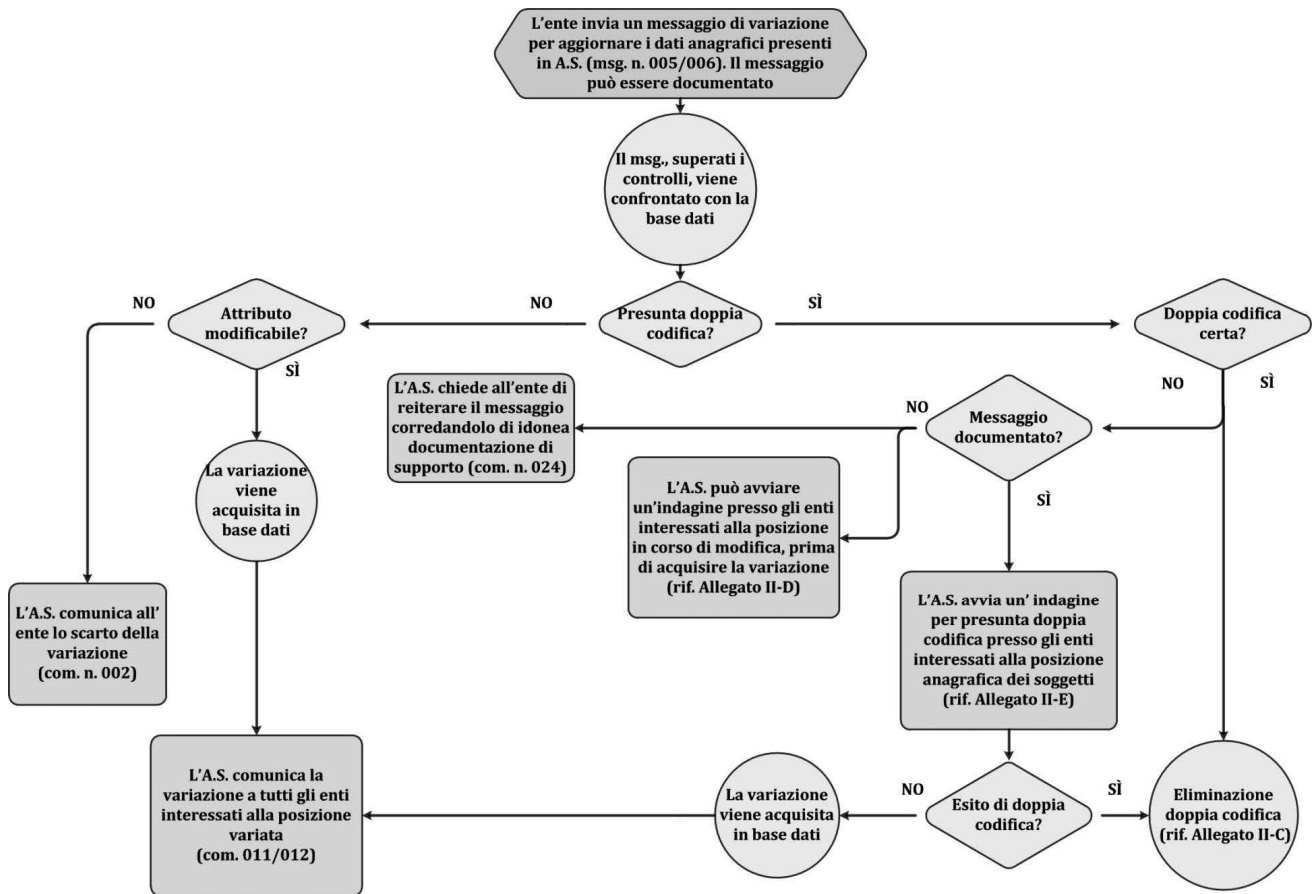 L'ente invia un messaggio di variazione
per aggiornare i dati anagrafici presenti
in A.S. (msg. n. 005/006). Il messaggio
può essere documentato
Il msg., superati i
controlli, viene
confrontato con la
base dati
NO
Attributo
modificabile?
NO
Presunta doppia
codifica?
SÌ
Doppia codifica
certa?
SÌ
L'A.S. chiede all'ente di
reiterare il messaggio
corredandolo di idonea
documentazione di
supporto (com. n. 024)
NO
Messaggio
documentato?
NO
SÌ
La variazione
viene
acquisita in
base dati
L'A.S. può avviare
un'indagine presso gli enti
interessati alla posizione
in corso di modifica, prima
di acquisire la variazione
(rif. Allegato II-D)
SÌ
L'A.S. comunica all'
ente lo scarto della
variazione
(com. n. 002)
L'A.S. avvia un' indagine
per presunta doppia
codifica presso gli enti
interessati alla posizione
anagrafica dei soggetti
(rif. Allegato II-E)
L'A.S. comunica la
variazione a tutti gli enti
interessati alla posizione
variata
(com. 011/012)
La variazione
viene acquisita
in base dati
NO
Esito di doppia
codifica?
SÌ
Eliminazione
doppia codifica
(rif. Allegato II-C)